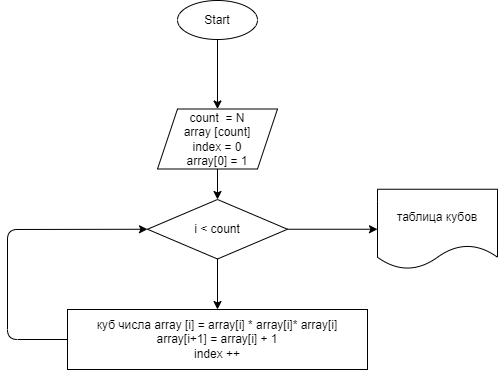 Start
count = N
array [count]
index = 0
array[0] = 1
i < count
таблица кубов
куб числа array [i] = array[i] * array[i]* array[i]
array[i+1] = array[i] + 1
index ++